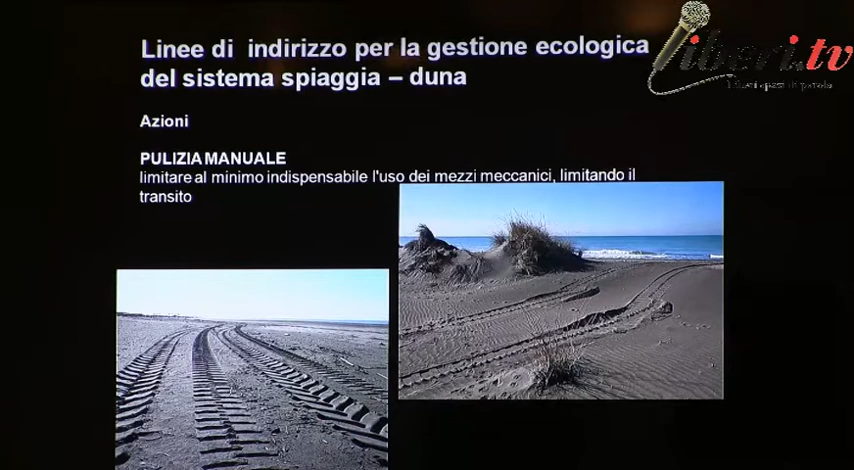 Linee di indirizzo per la gestione ecologica
del sistema spiaggia – duna
Azioni
PULIZIA MANUALE
limitare al minimo indispensabile l'uso dei mezzi meccanici, limitando il
transito
liberi.tv